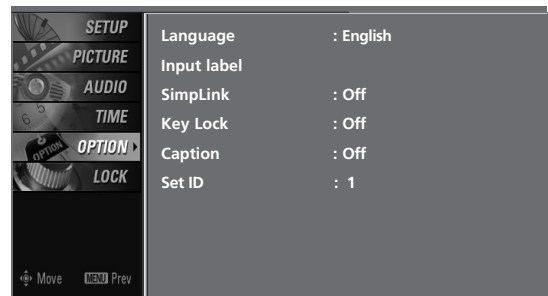 SETUP
PICTURE
AUDIO
TIME
OPTION
LOCK
Move MENU Prev
Language : English
Input label
SimpLink : Off
Key Lock : Off
Caption : Off
Set ID : 1